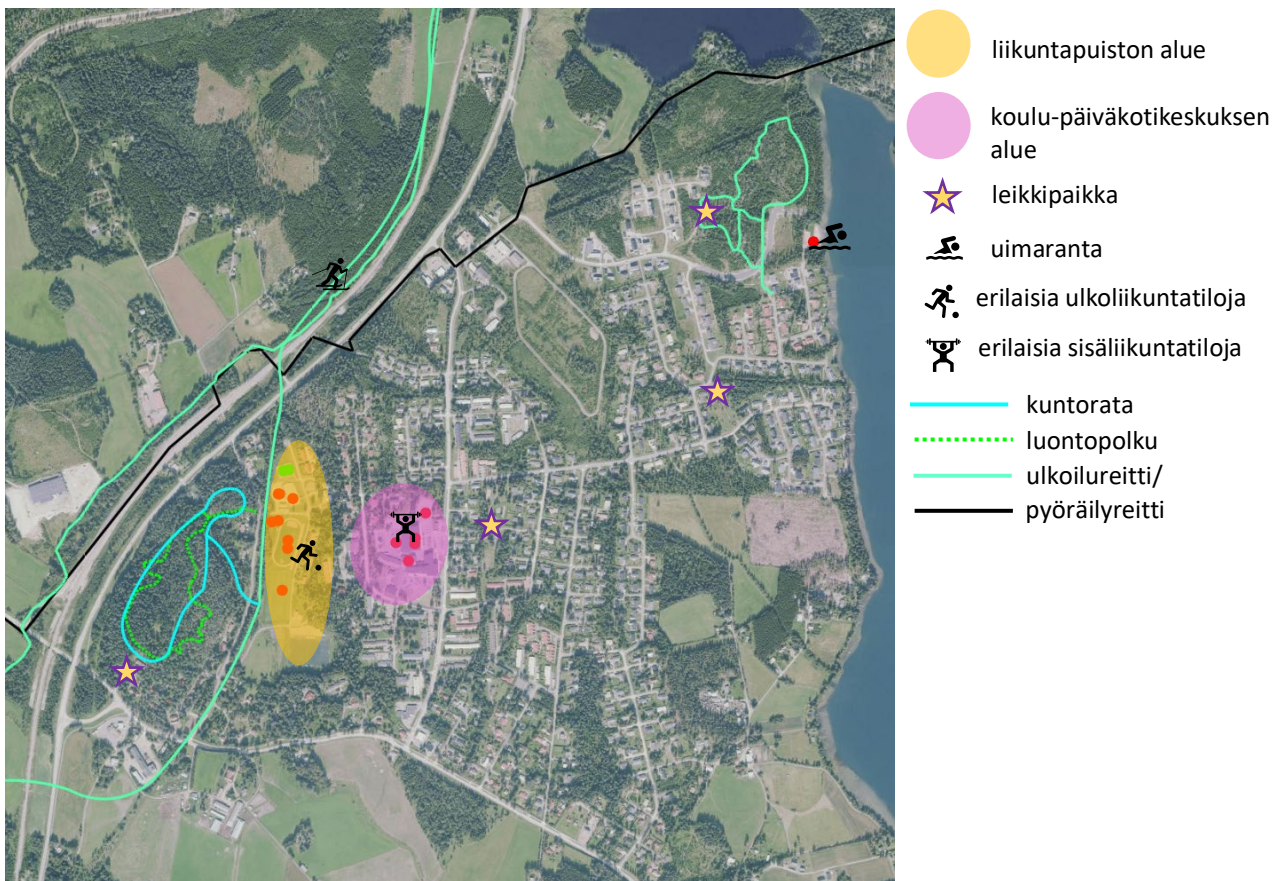 liikuntapuiston alue
koulu-päiväkotikeskuksen
alue
leikkipaikka
uimaranta
erilaisia ulkoliikuntatiloja
erilaisia sisäliikuntatiloja
kuntorata
luontopolku
ulkoilureitti/
pyöräilyreitti